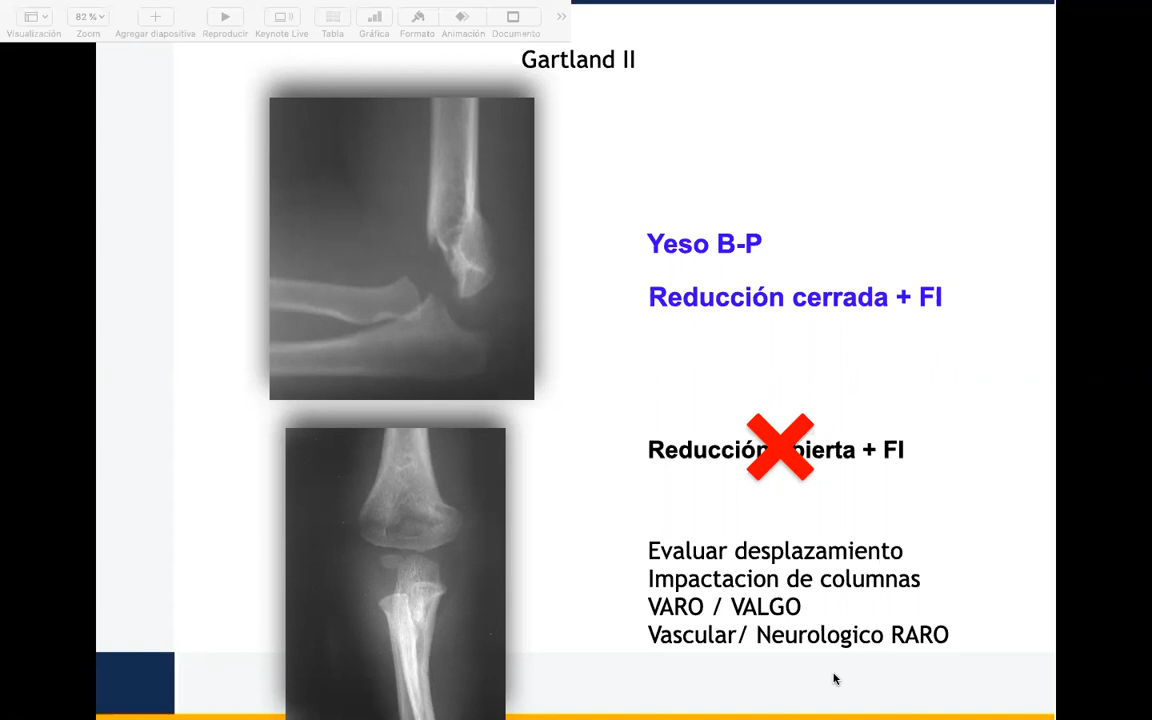 82 %
Visualización Zoom Agregar diapositiva Reproducir Keynote Live Tabla Gráfica Formato Animación Documento
Gartland II
Yeso B-P
Reducción cerrada + FI
Reducción abierta + FI
Evaluar desplazamiento
Impactacion de columnas
VARO / VALGO
Vascular/ Neurologico RARO